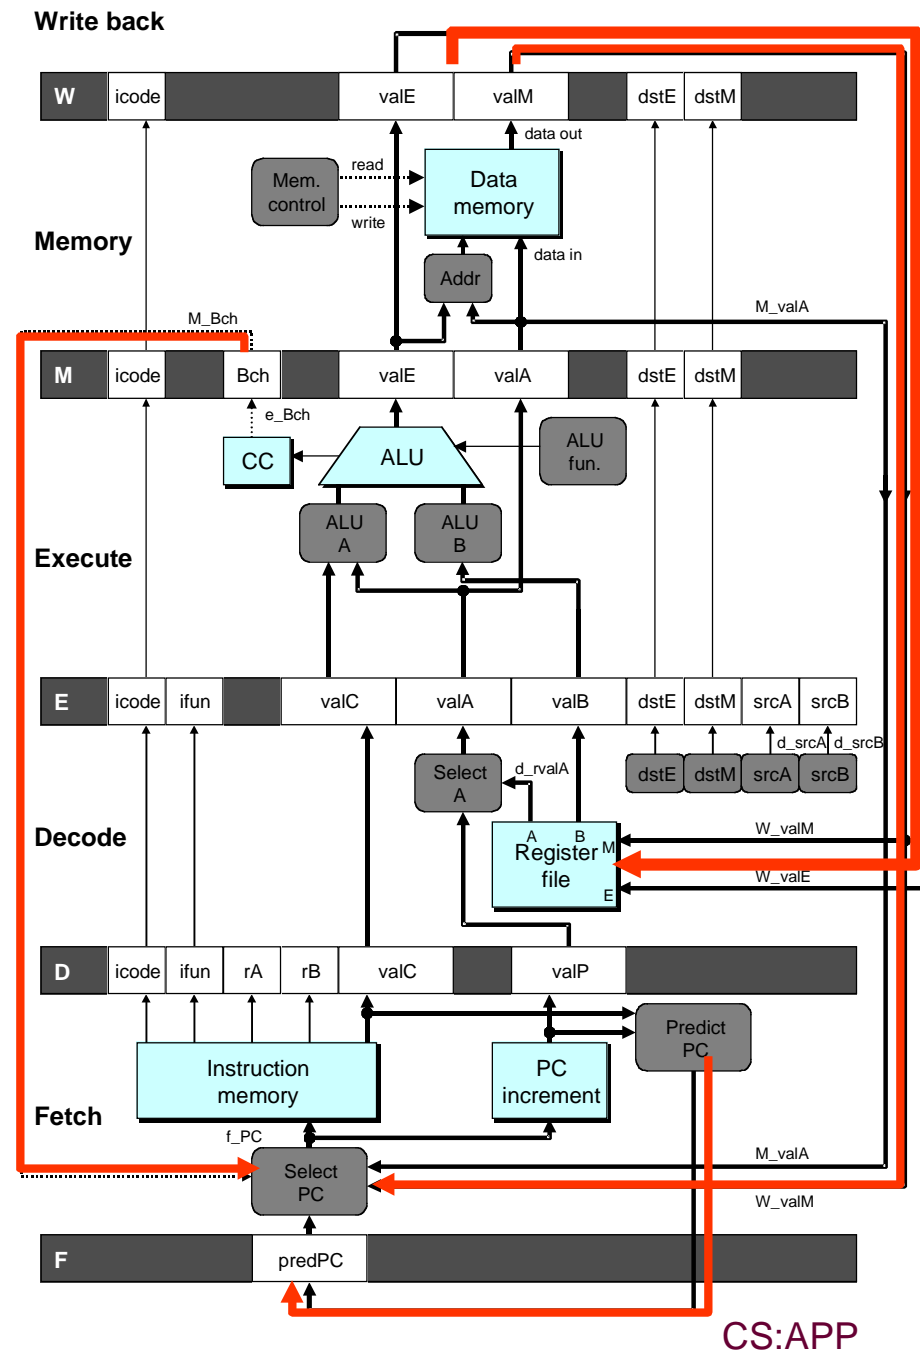 Write back
W
icode
valE
valM
dstE
dstM
data out
read
Mem.
control
Data
memory
write
Memory
data in
Addr
M_Bch
M_valA
M
icode
Bch
valE
valA
dstE
dstM
e_Bch
CC
ALU
ALU
fun.
ALU
A
ALU
B
Execute
E
icode
ifun
valC
valA
valB
dstE
dstM
srcA
srcB
d_srcA
d_srcB
Select
A
d_rvalA
dstE
dstM
srcA
srcB
Decode
A
B
M
Register
file
E
W_valM
W_valE
D
icode
ifun
rA
rB
valC
valP
Predict
PC
Instruction
memory
PC
increment
Fetch
f_PC
Select
PC
M_valA
W_valM
F
predPC
CS:APP